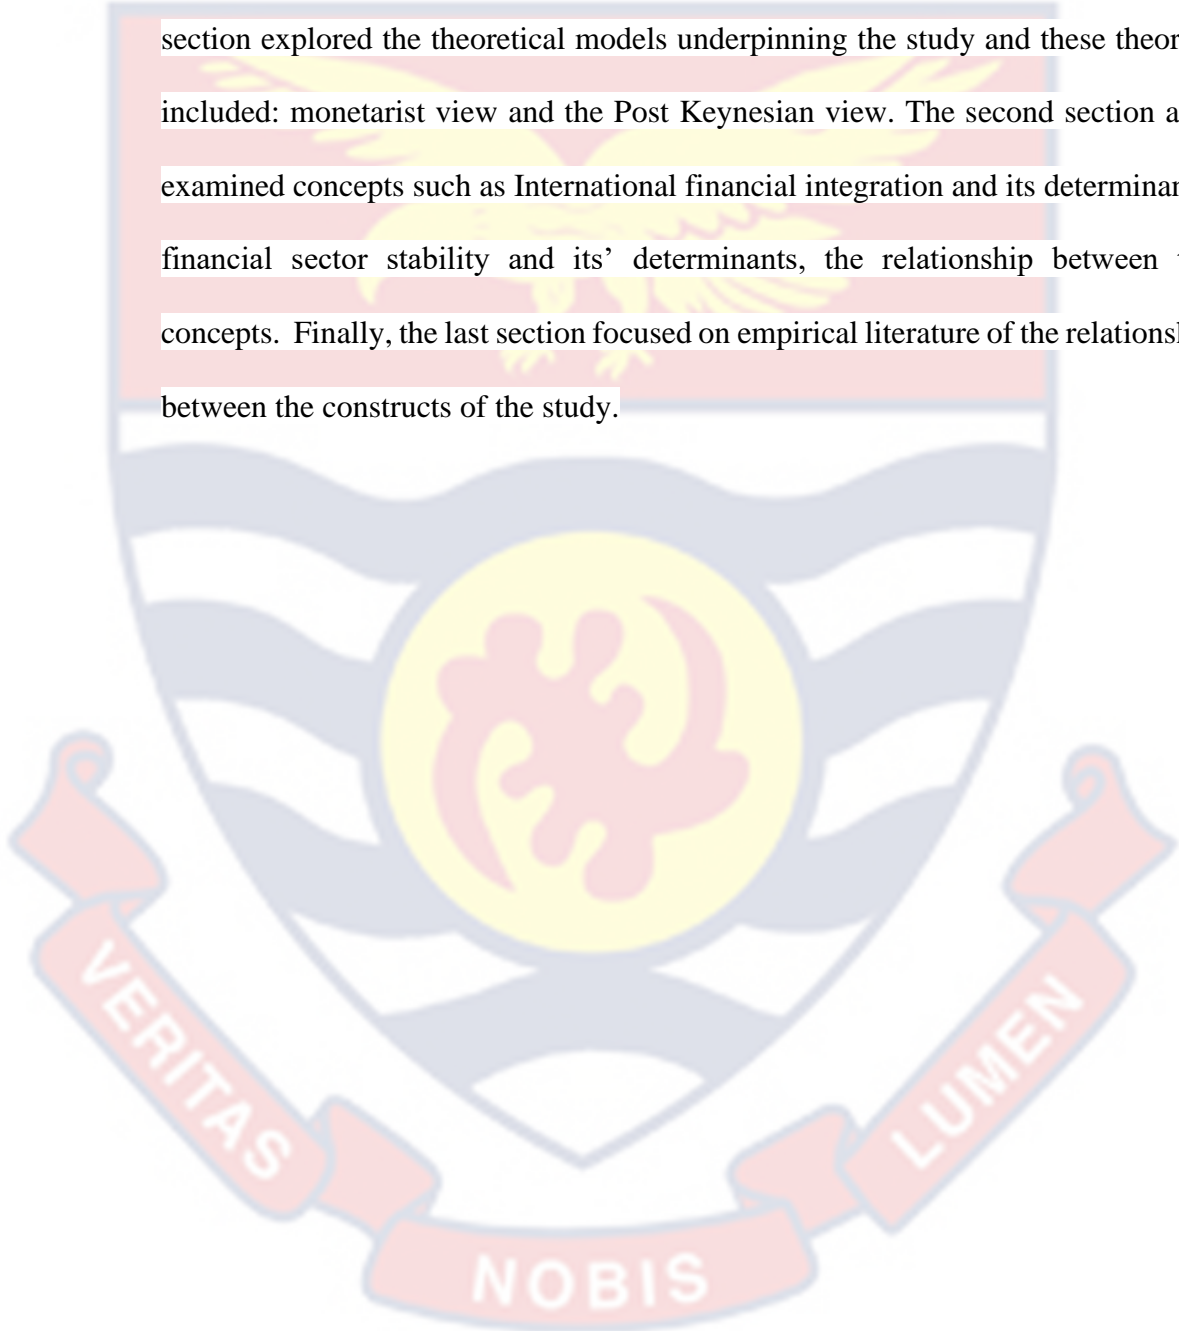 section explored the theoretical models underpinning the study and these theor
included: monetarist view and the Post Keynesian view. The second section a
examined concepts such as International financial integration and its determinan
financial sector stability and its’ determinants, the relationship between t
concepts. Finally, the last section focused on empirical literature of the relationsh
between the constructs of the study.
VERITAS
NOBIS
LUMEN